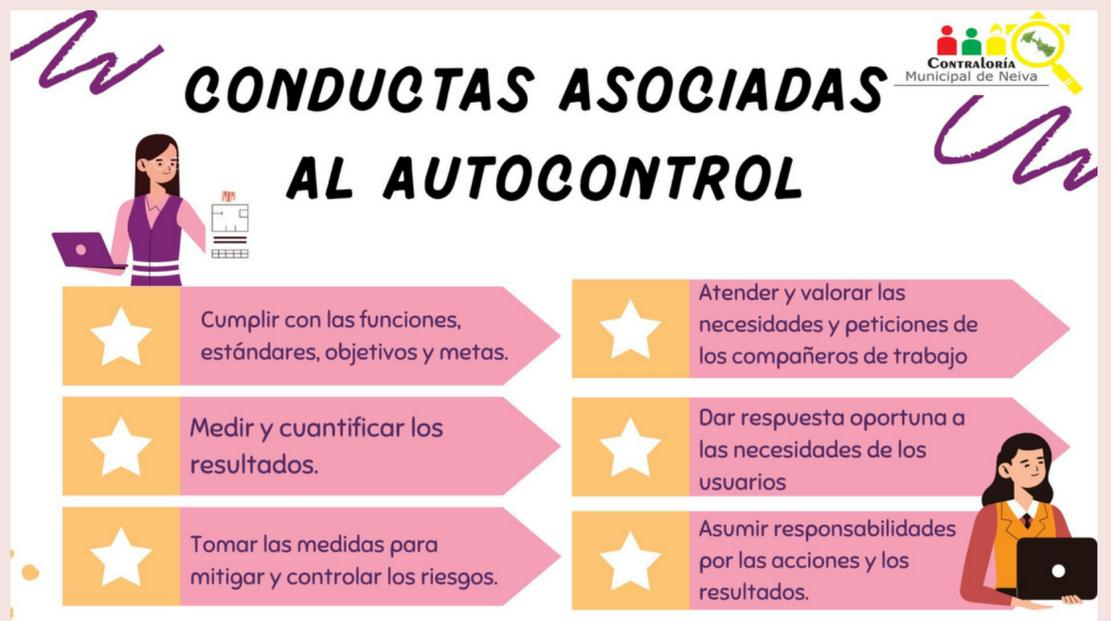 CONTRALORÍA
Municipal de Neiva
CONDUCTAS ASOCIADAS
AL AUTOCONTROL
Cumplir con las funciones,
estándares, objetivos y metas.
Medir y cuantificar los
resultados.
Tomar las medidas para
mitigar y controlar los riesgos.
Atender y valorar las
necesidades y peticiones de
los compañeros de trabajo
Dar respuesta oportuna a
las necesidades de los
usuarios
Asumir responsabilidades
por las acciones y los
resultados.